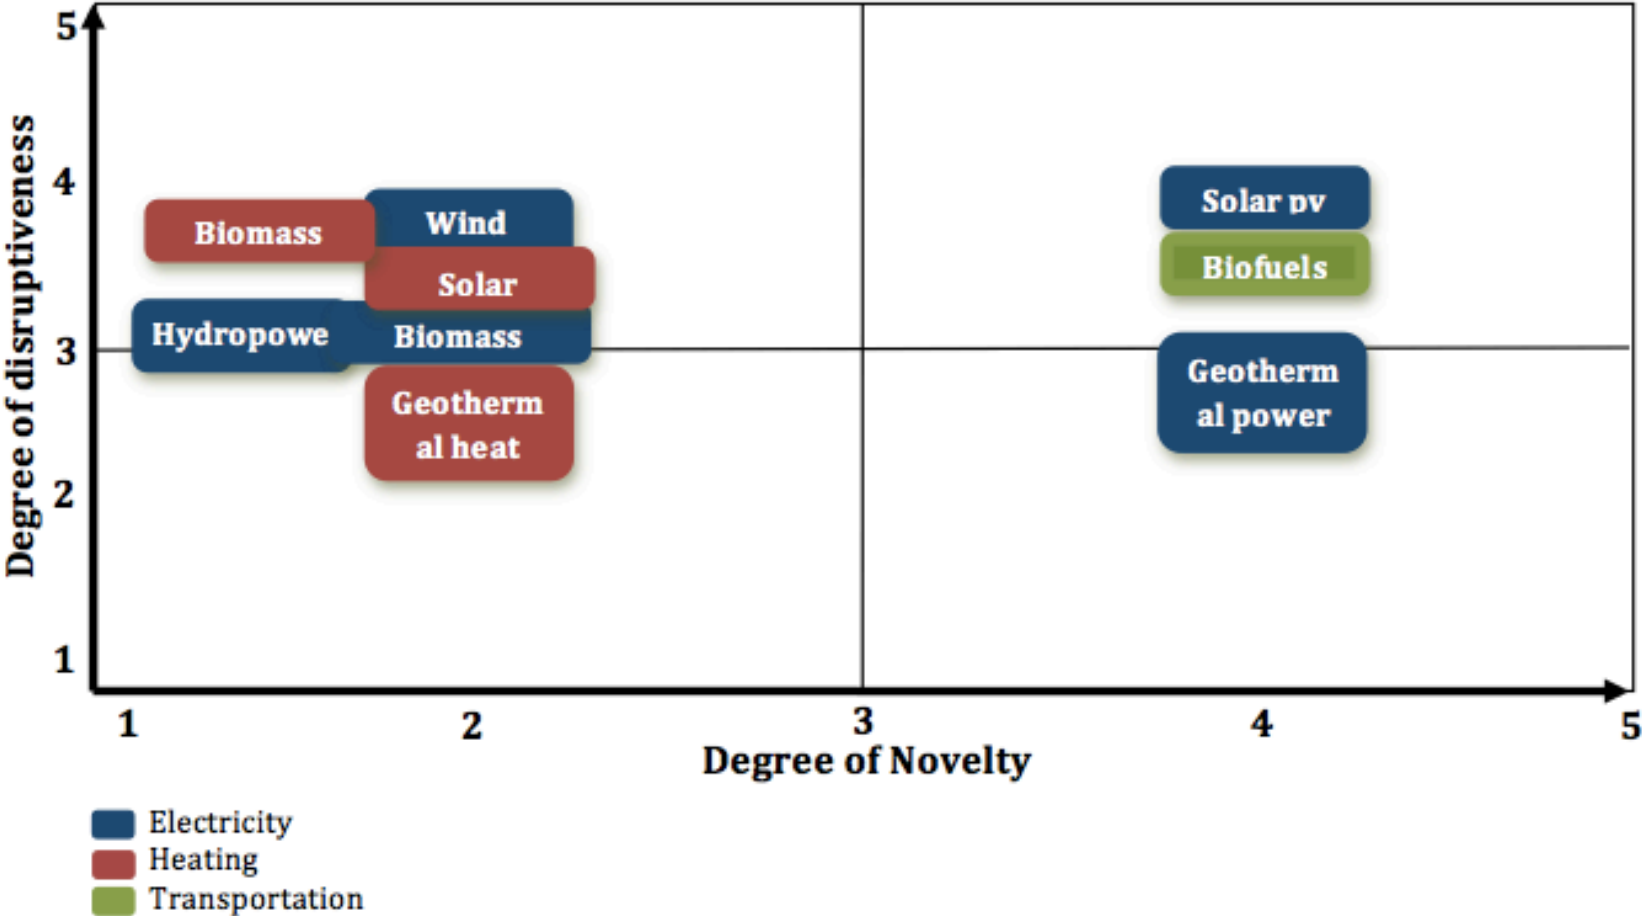 5
Degree of disruptiveness
4
Solar pv
Biomass
Wind
Biofuels
Solar
Hydropowe
Biomass
3
Geotherm
al power
Geotherm
al heat
2
1
1
2
3
4
5
Degree of Novelty
Electricity
Heating
Transportation